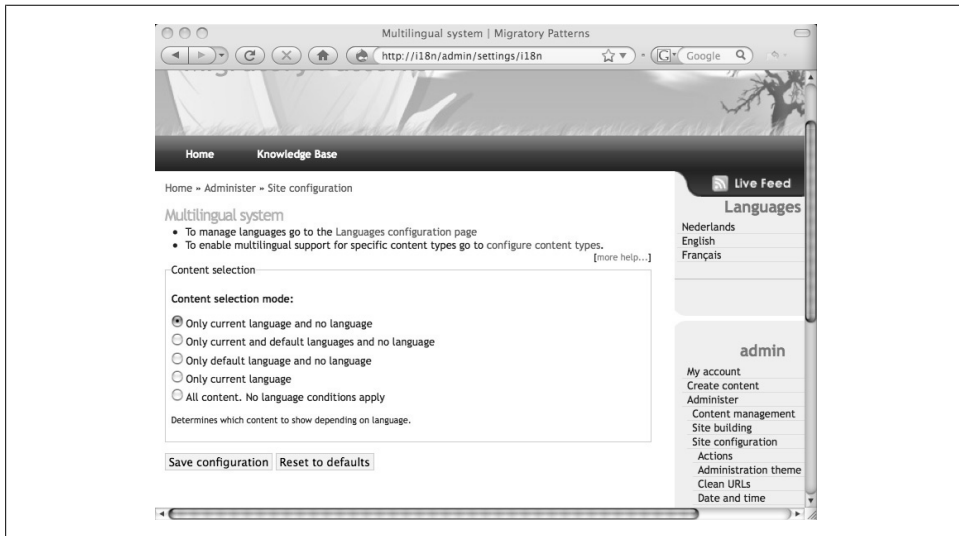 Multilingual system | Migratory Patterns
http://i18n/admin/settings/i18n
Google
Home
Knowledge Base
Live Feed
Home » Administer » Site configuration
Multilingual system
• To manage languages go to the Languages configuration page
• To enable multilingual support for specific content types go to configure content types.
[more help...]
Content selection
Content selection mode:
Only current language and no language
Only current and default languages and no language
Only default language and no language
Only current language
All content. No language conditions apply
Determines which content to show depending on language.
Save configuration
Reset to defaults
Languages
Nederlands
English
Français
admin
My account
Create content
Administer
Content management
Site building
Site configuration
Actions
Administration theme
Clean URLs
Date and time